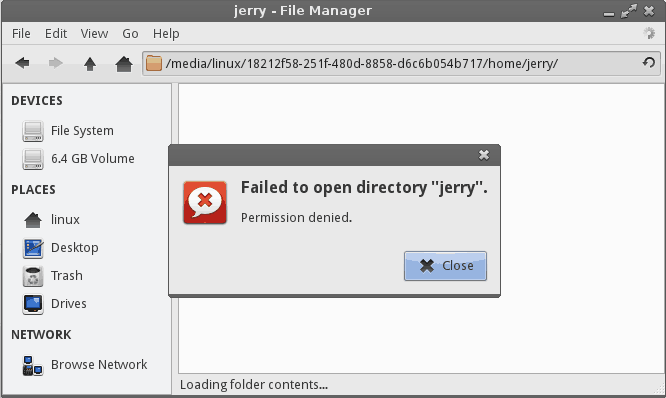 jerry - File Manager
File Edit View Go Help
/media/linux/18212f58-251f-480d-8858-d6c6b054b717/home/jerry/
DEVICES
File System
6.4 GB Volume
PLACES
linux
Desktop
Trash
Drives
NETWORK
Browse Network
Failed to open directory "jerry".
Permission denied.
Close
Loading folder contents...